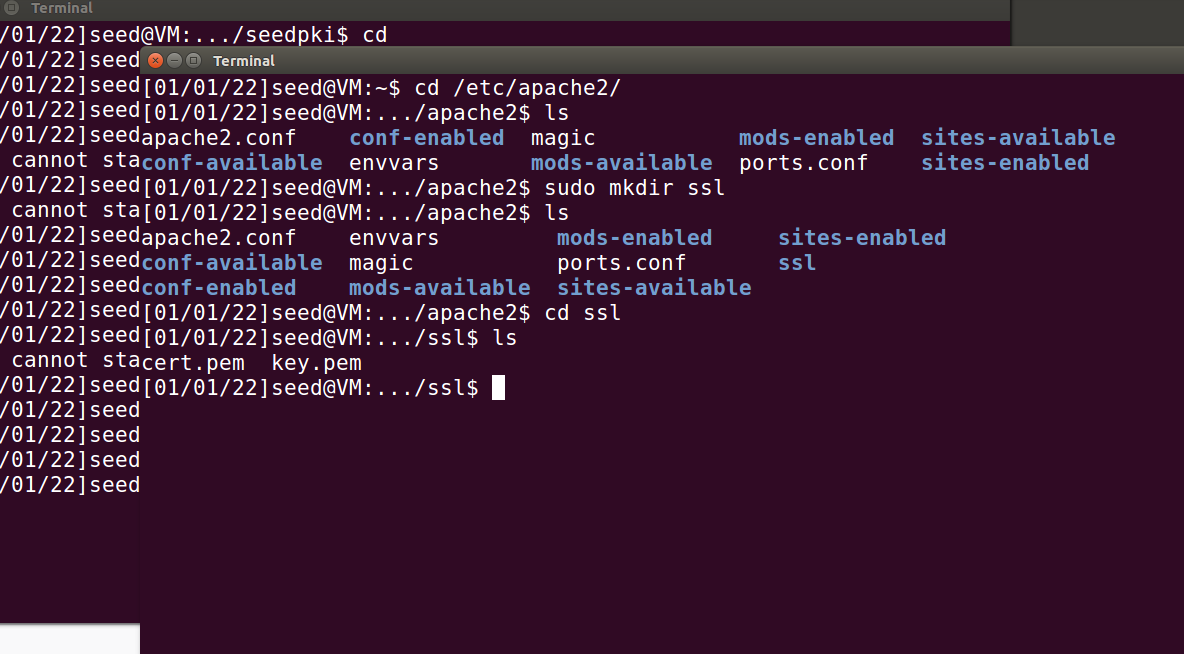 Terminal
/01/22]seed@VM:.../seedpki$ cd
/01/22]seed
/01/22]seed
/01/22]seed
/01/22]seed
 cannot sta
/01/22]seed
 cannot sta
/01/22]seed
/01/22]seed
/01/22]seed
/01/22]seed
/01/22]seed
 cannot sta
/01/22]seed
/01/22]seed
/01/22]seed
/01/22]seed
/01/22]seed
Terminal
[01/01/22]seed@VM:~$ cd /etc/apache2/
[01/01/22]seed@VM:.../apache2$ ls
apache2.conf    conf-enabled  magic           mods-enabled  sites-available
conf-available  envvars       mods-available  ports.conf    sites-enabled
[01/01/22]seed@VM:.../apache2$ sudo mkdir ssl
[01/01/22]seed@VM:.../apache2$ ls
apache2.conf    envvars         mods-enabled     sites-enabled
conf-available  magic           ports.conf       ssl
conf-enabled    mods-available  sites-available
[01/01/22]seed@VM:.../apache2$ cd ssl
[01/01/22]seed@VM:.../ssl$ ls
cert.pem  key.pem
[01/01/22]seed@VM:.../ssl$